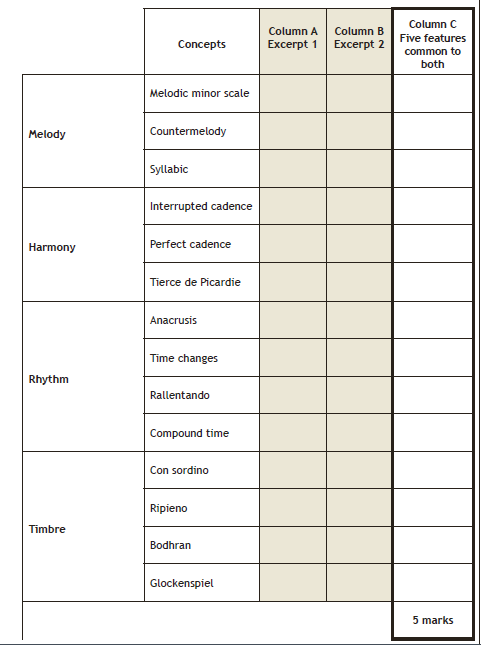 Concepts
Column A
Excerpt 1
Column B
Excerpt 2
Column C
Five features
common to
both
Melody
Melodic minor scale
Countermelody
Syllabic
Harmony
Interrupted cadence
Perfect cadence
Tierce de Picardie
Rhythm
Anacrusis
Time changes
Rallentando
Compound time
Timbre
Con sordino
Ripieno
Bodhran
Glockenspiel
5 marks